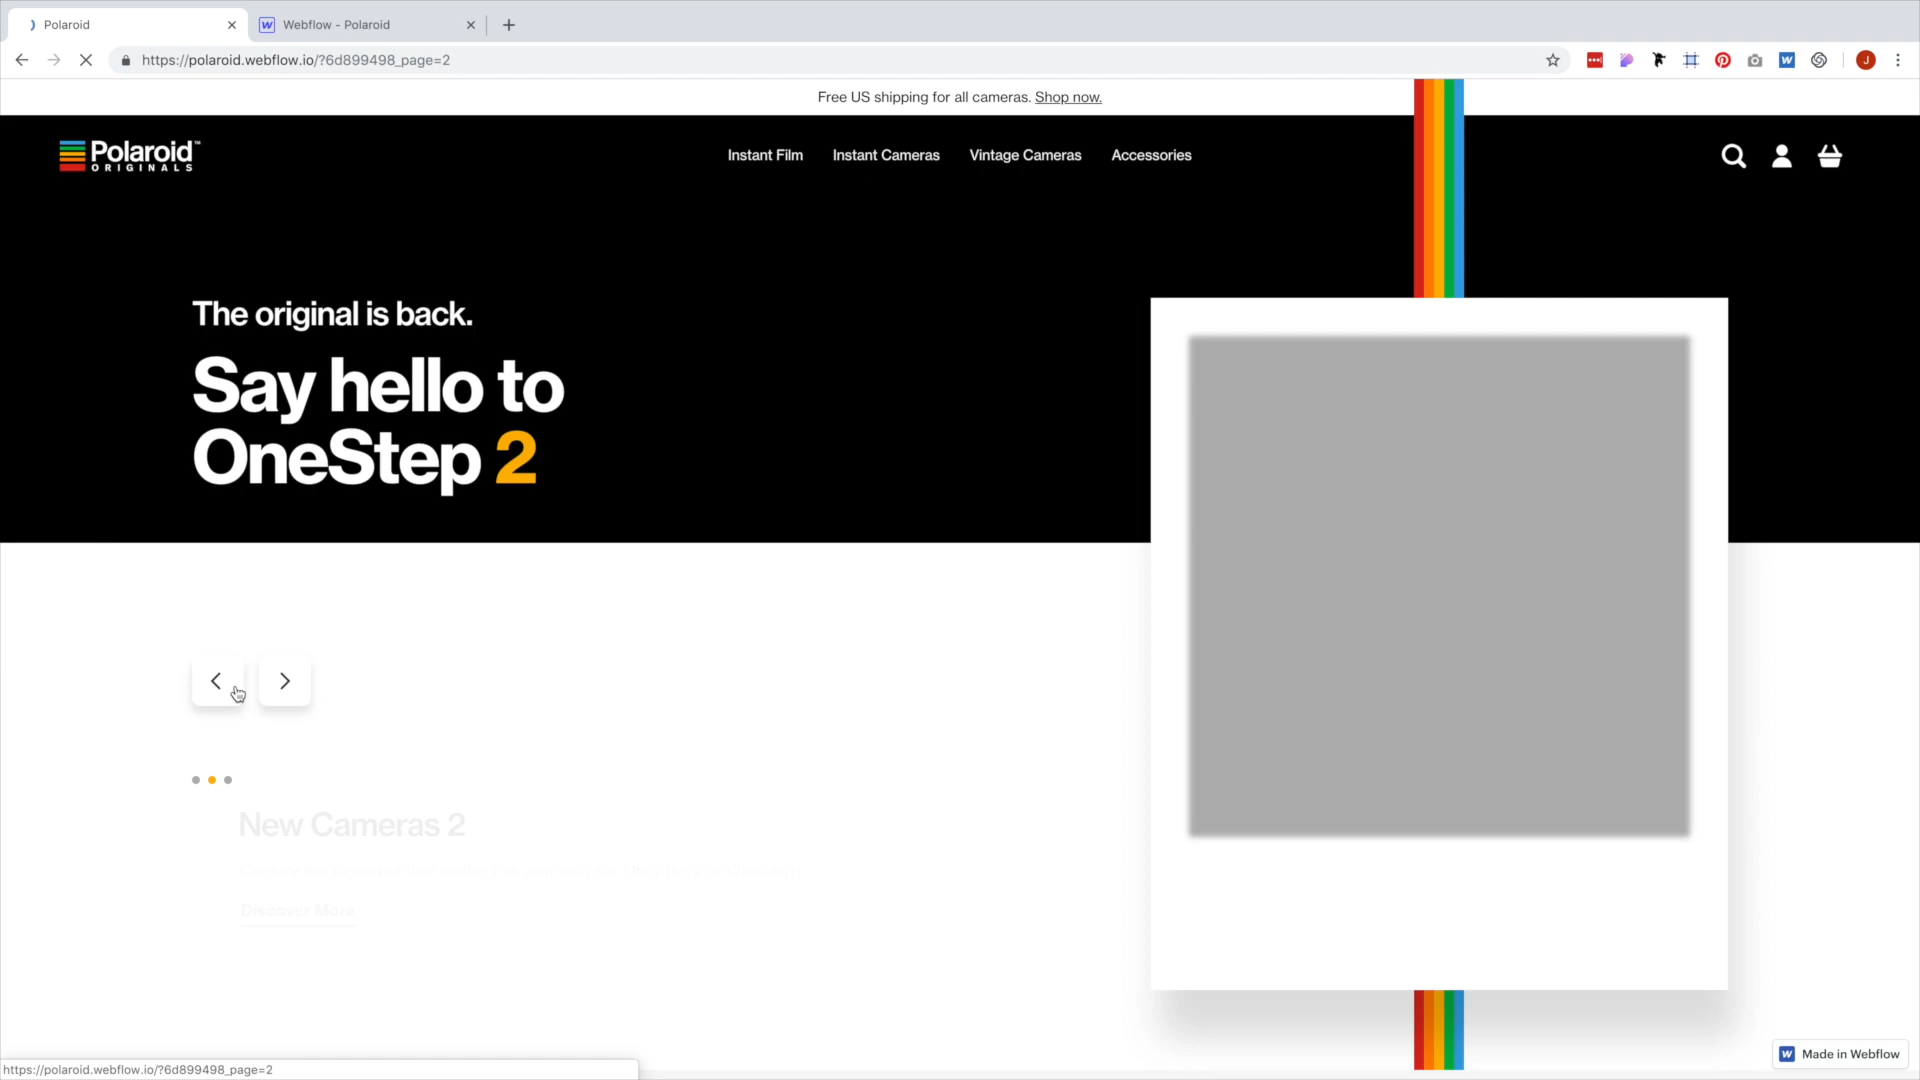 Polaroid
Webflow - Polaroid
https://polaroid.webflow.io/?6d899498_page=2
W
J
Free US shipping for all cameras. Shop now.
Polaroid™
ORIGINALS
Instant Film
Instant Cameras
Vintage Cameras
Accessories
The original is back.
Say hello to
OneStep 2
New Cameras 2
Discover More
W Made in Webflow
https://polaroid.webflow.io/?6d899498_page=2